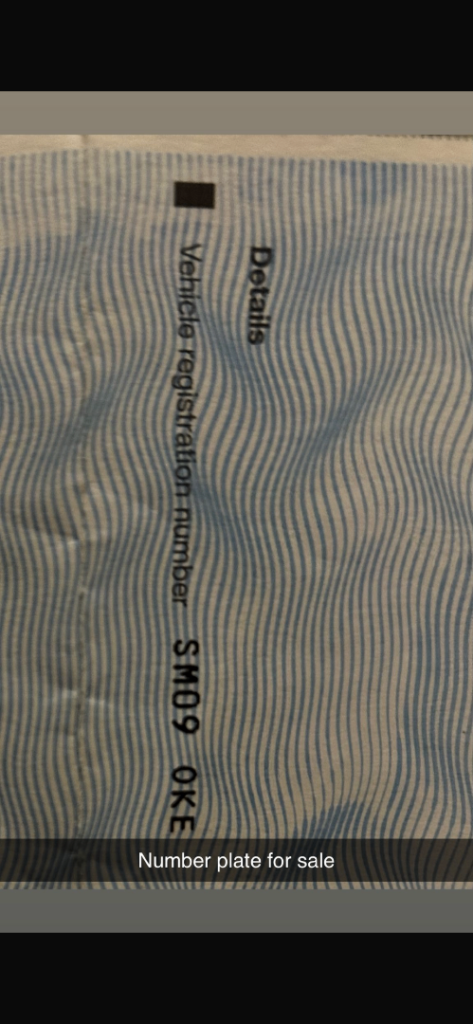 Details
Vehicle registration number SM09 OKE
Number plate for sale